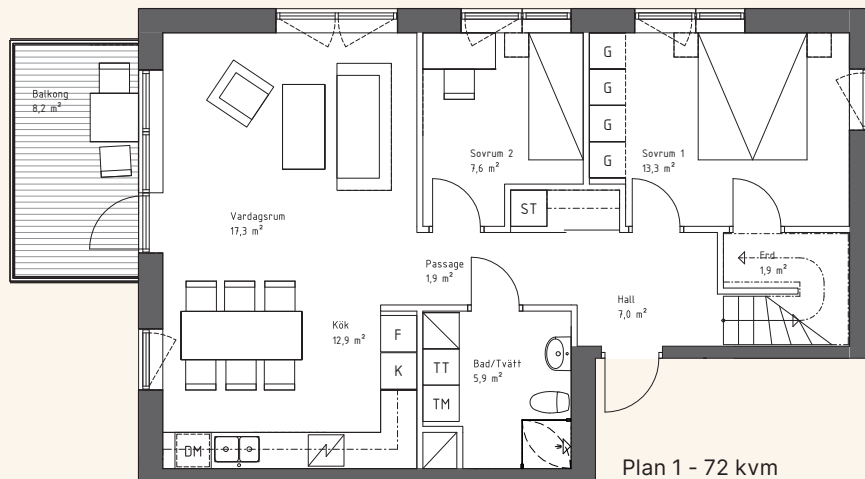 Balkong
8,2 m²
Vardagsrum
17,3 m²
Sovrum 2
7,6 m²
G
G
G
G
Sovrum 1
13,3 m²
ST
Passage
1,9 m²
Frd
1,9 m²
Hall
7,0 m²
Kök
12,9 m²
F
K
TT
TM
Bad/Tvätt
5,9 m²
DM
Plan 1 - 72 kvm